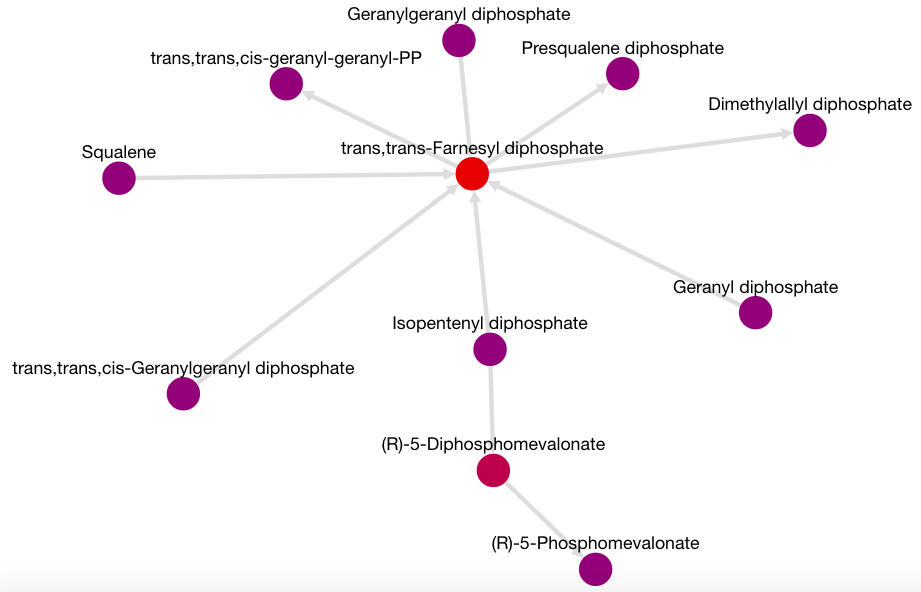 Geranylgeranyl diphosphate
Presqualene diphosphate
trans,trans,cis-geranyl-geranyl-PP
Dimethylallyl diphosphate
trans,trans-Farnesyl diphosphate
Squalene
Geranyl diphosphate
Isopentenyl diphosphate
trans,trans,cis-Geranylgeranyl diphosphate
(R)-5-Diphosphomevalonate
(R)-5-Phosphomevalonate